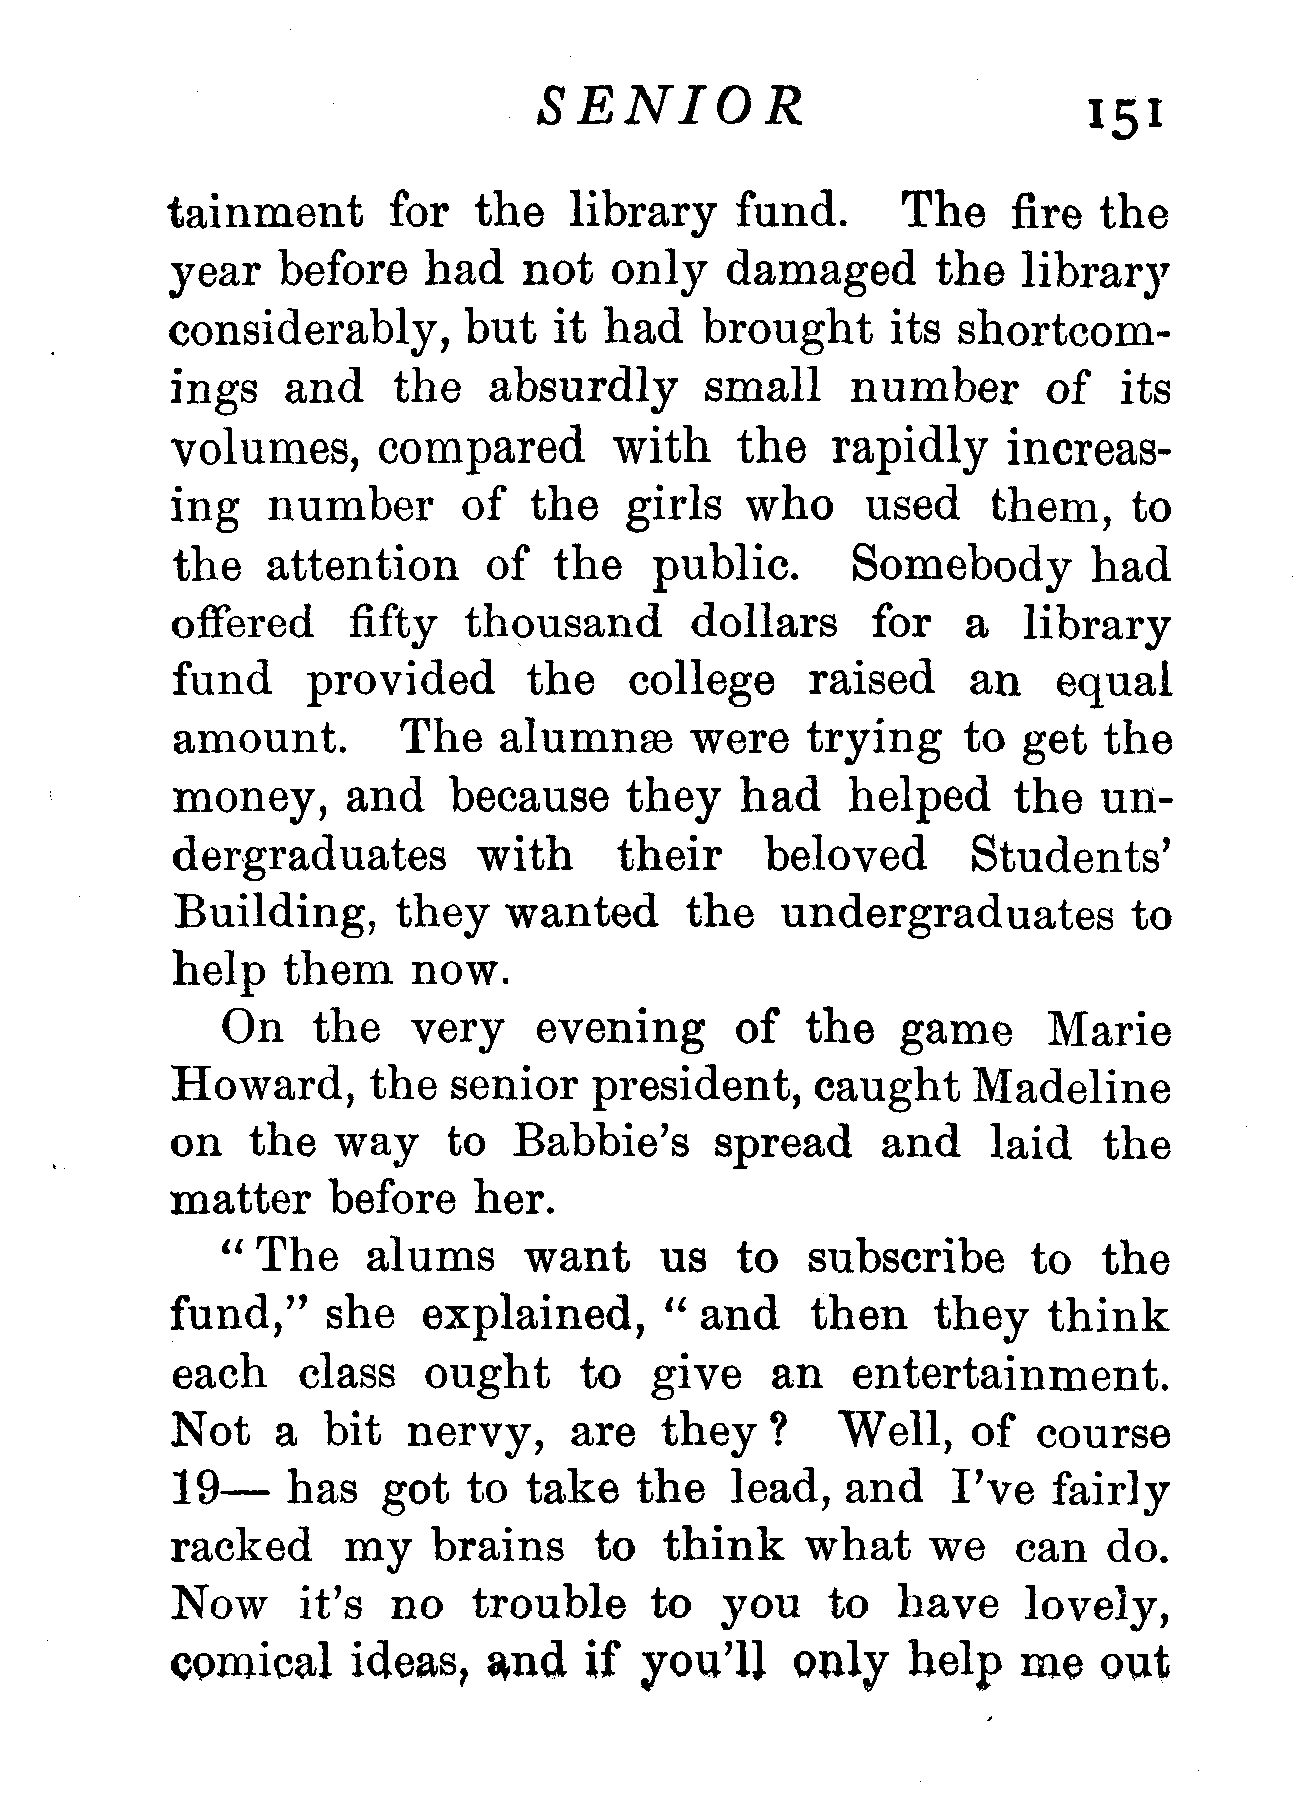 SENIOR 151
tainment for the library fund. The fire the
year before had not only damaged the library
considerably, but it had brought its shortcom-
ings and the absurdly small number of its
volumes, compared with the rapidly increas-
ing number of the girls who used them, to
the attention of the public. Somebody had
offered fifty thousand dollars for a library
fund provided the college raised an equal
amount. The alumnæ were trying to get the
money, and because they had helped the un-
dergraduates with their beloved Students'
Building, they wanted the undergraduates to
help them now.
On the very evening of the game Marie
Howard, the senior president, caught Madeline
on the way to Babbie's spread and laid the
matter before her.
“ The alums want us to subscribe to the
fund,” she explained, “ and then they think
each class ought to give an entertainment.
Not a bit nervy, are they ? Well, of course
19— has got to take the lead, and I've fairly
racked my brains to think what we can do.
Now it's no trouble to you to have lovely,
comical ideas, and if you'll only help me out